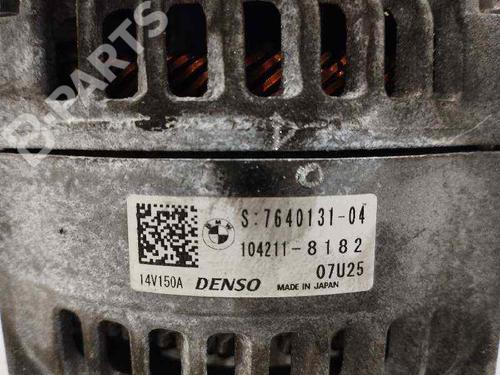 B-PARTS
S:7640131-04
104211-8182
07U25
14V150A DENSO MADE IN JAPAN